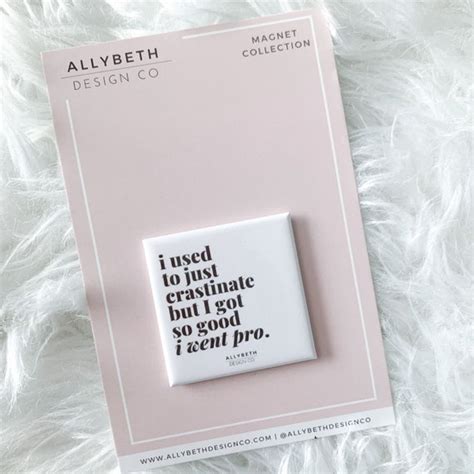 ALLYBETH
DESIGN CO
MAGNET
COLLECTION
i used
to just
crastinate
but I got
so good
i went pro.
ALLYBETH
DESIGN CO
WWW.ALLYBETHDESIGNCO.COM | @ALLYBETHDESIGNCO